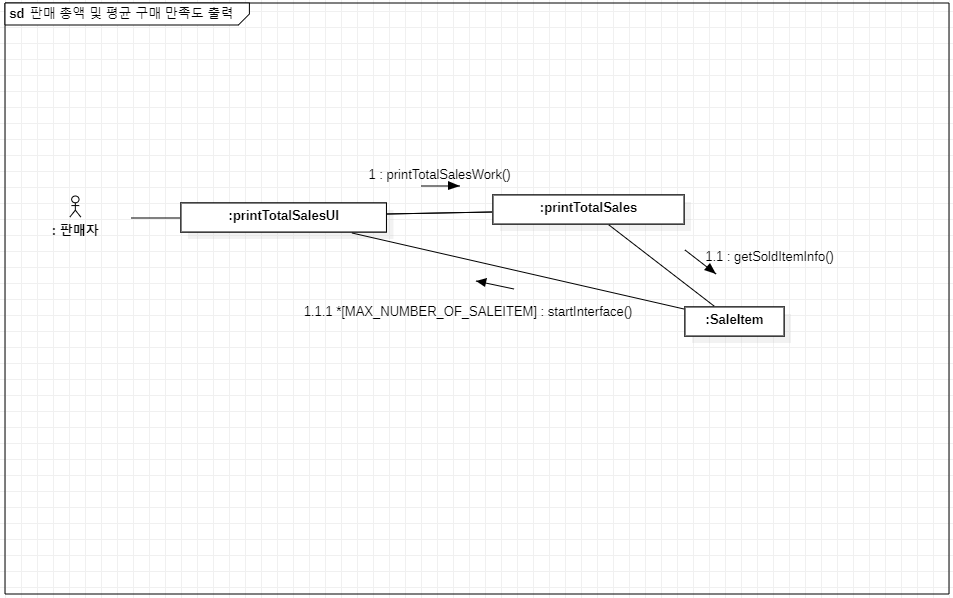 sd 판매 총액 및 평균 구매 만족도 출력
1 : printTotalSalesWork()
: 판매자
:printTotalSalesUI
:printTotalSales
1.1 : getSoldItemInfo()
1.1.1 *[MAX_NUMBER_OF_SALEITEM] : startInterface()
:SaleItem